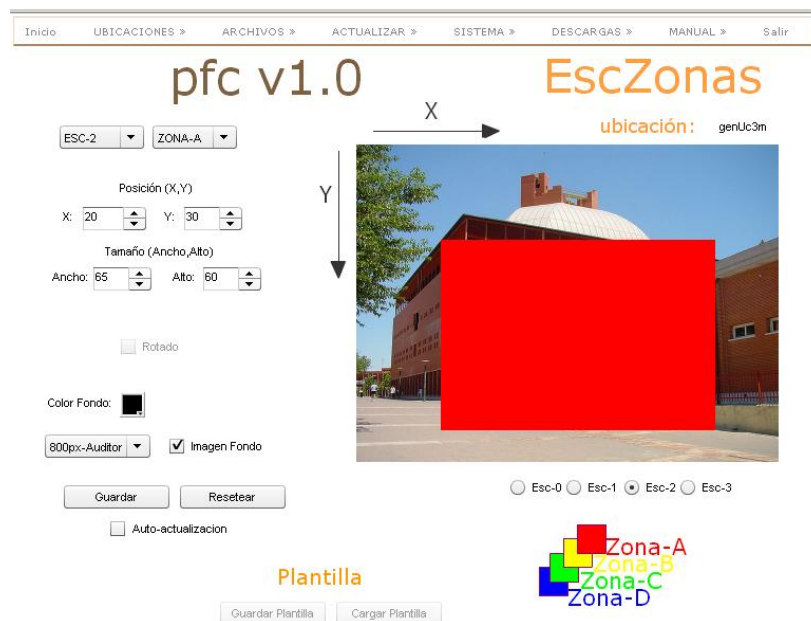 Inicio UBICACIONES » ARCHIVOS » ACTUALIZAR » SISTEMA » DESCARGAS » MANUAL » Salir
pfc v1.0
EscZonas
ubicación: genUc3m
X
Y
ESC-2 ZONA-A
Posición (X,Y)
X: 20 Y: 30
Tamaño (Ancho,Alto)
Ancho: 65 Alto: 60
Rotado
Color Fondo:
800px-Auditor Imagen Fondo
Guardar Resetear
Auto-actualizacion
Esc-0 Esc-1 Esc-2 Esc-3
Zona-A
Zona-B
Zona-C
Zona-D
Plantilla
Guardar Plantilla Cargar Plantilla